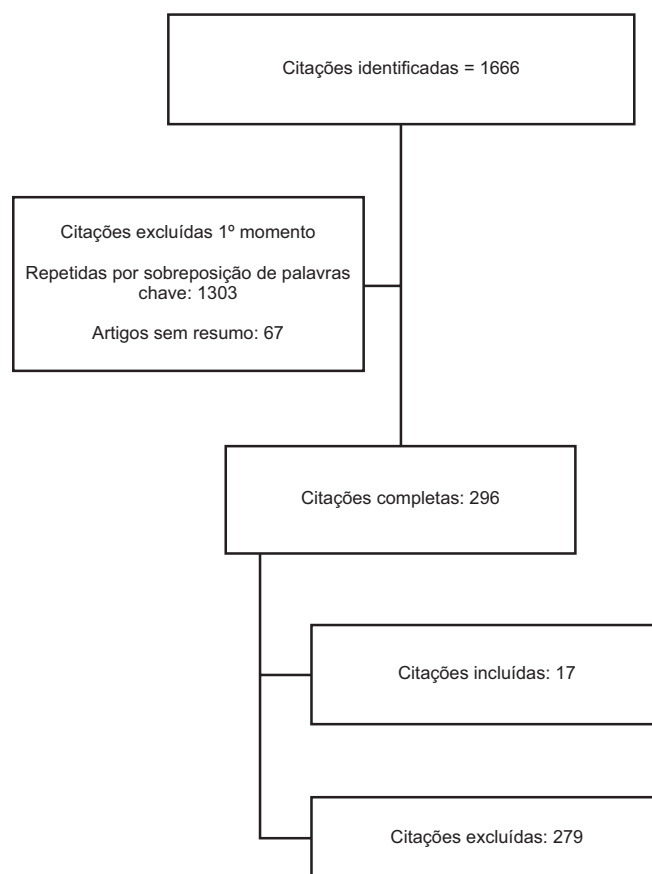 Citações identificadas = 1666
Citações excluídas 1º momento
Repetidas por sobreposição de palavras
chave: 1303
Artigos sem resumo: 67
Citações completas: 296
Citações incluídas: 17
Citações excluídas: 279